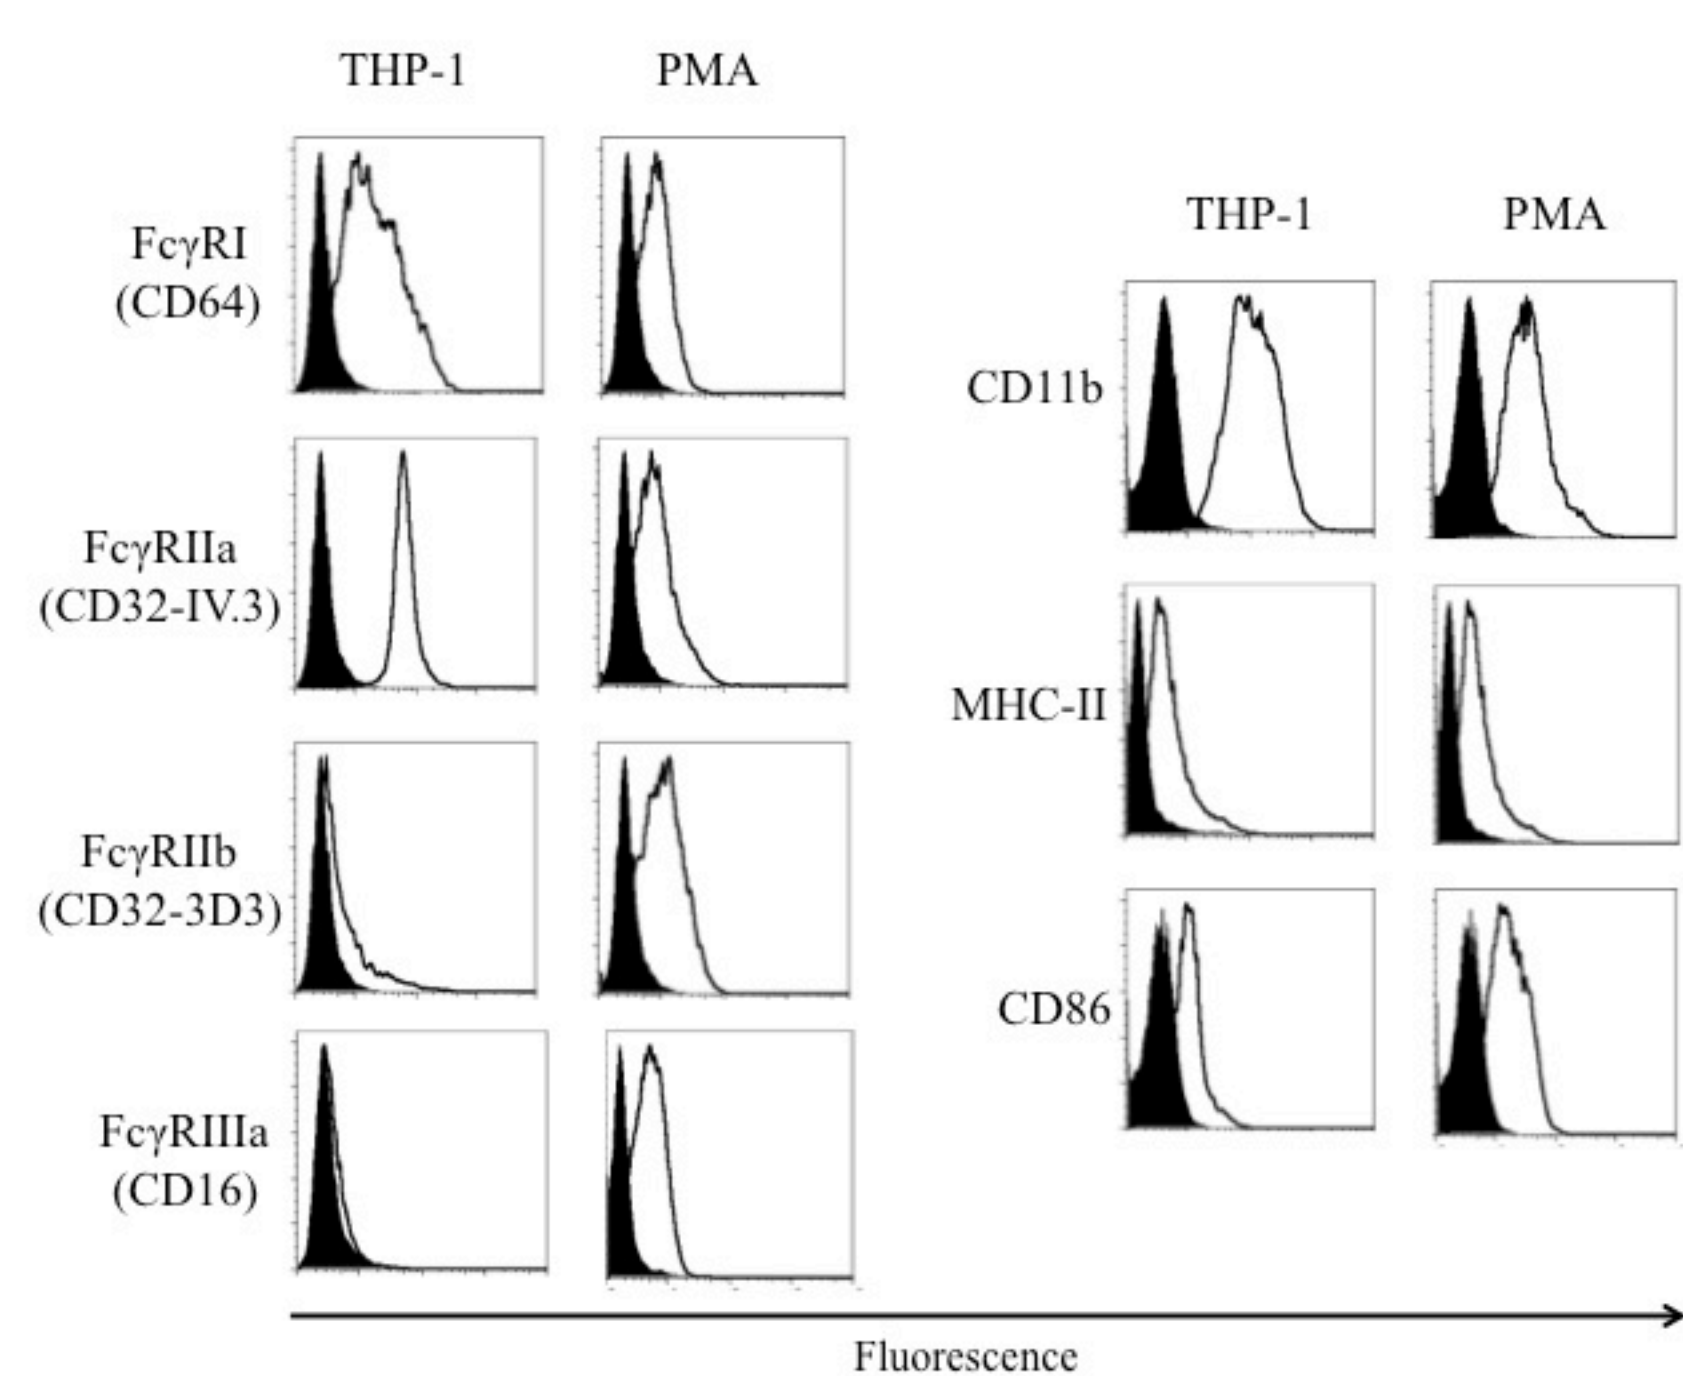 THP-1 PMA
FcγRI
(CD64)
FcγRIIa
(CD32-IV.3)
FcγRIIb
(CD32-3D3)
FcγRIIIa
(CD16)
THP-1 PMA
CD11b
MHC-II
CD86
Fluorescence